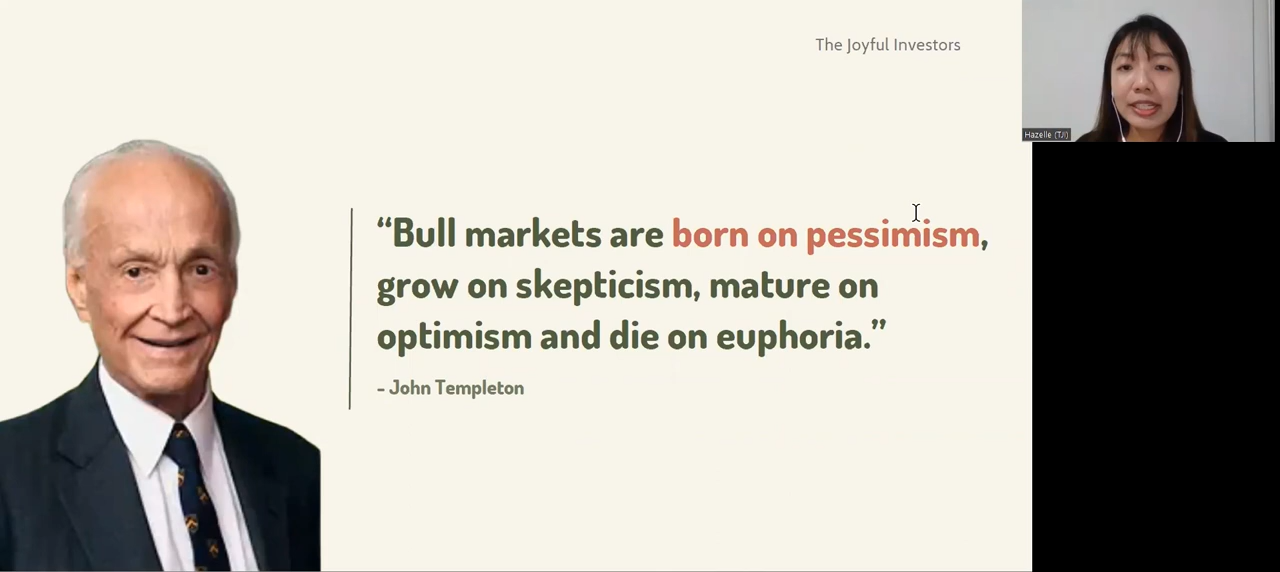 The Joyful Investors
Hazelle (TJI)
“Bull markets are born on pessimism,
grow on skepticism, mature on
optimism and die on euphoria.”
- John Templeton